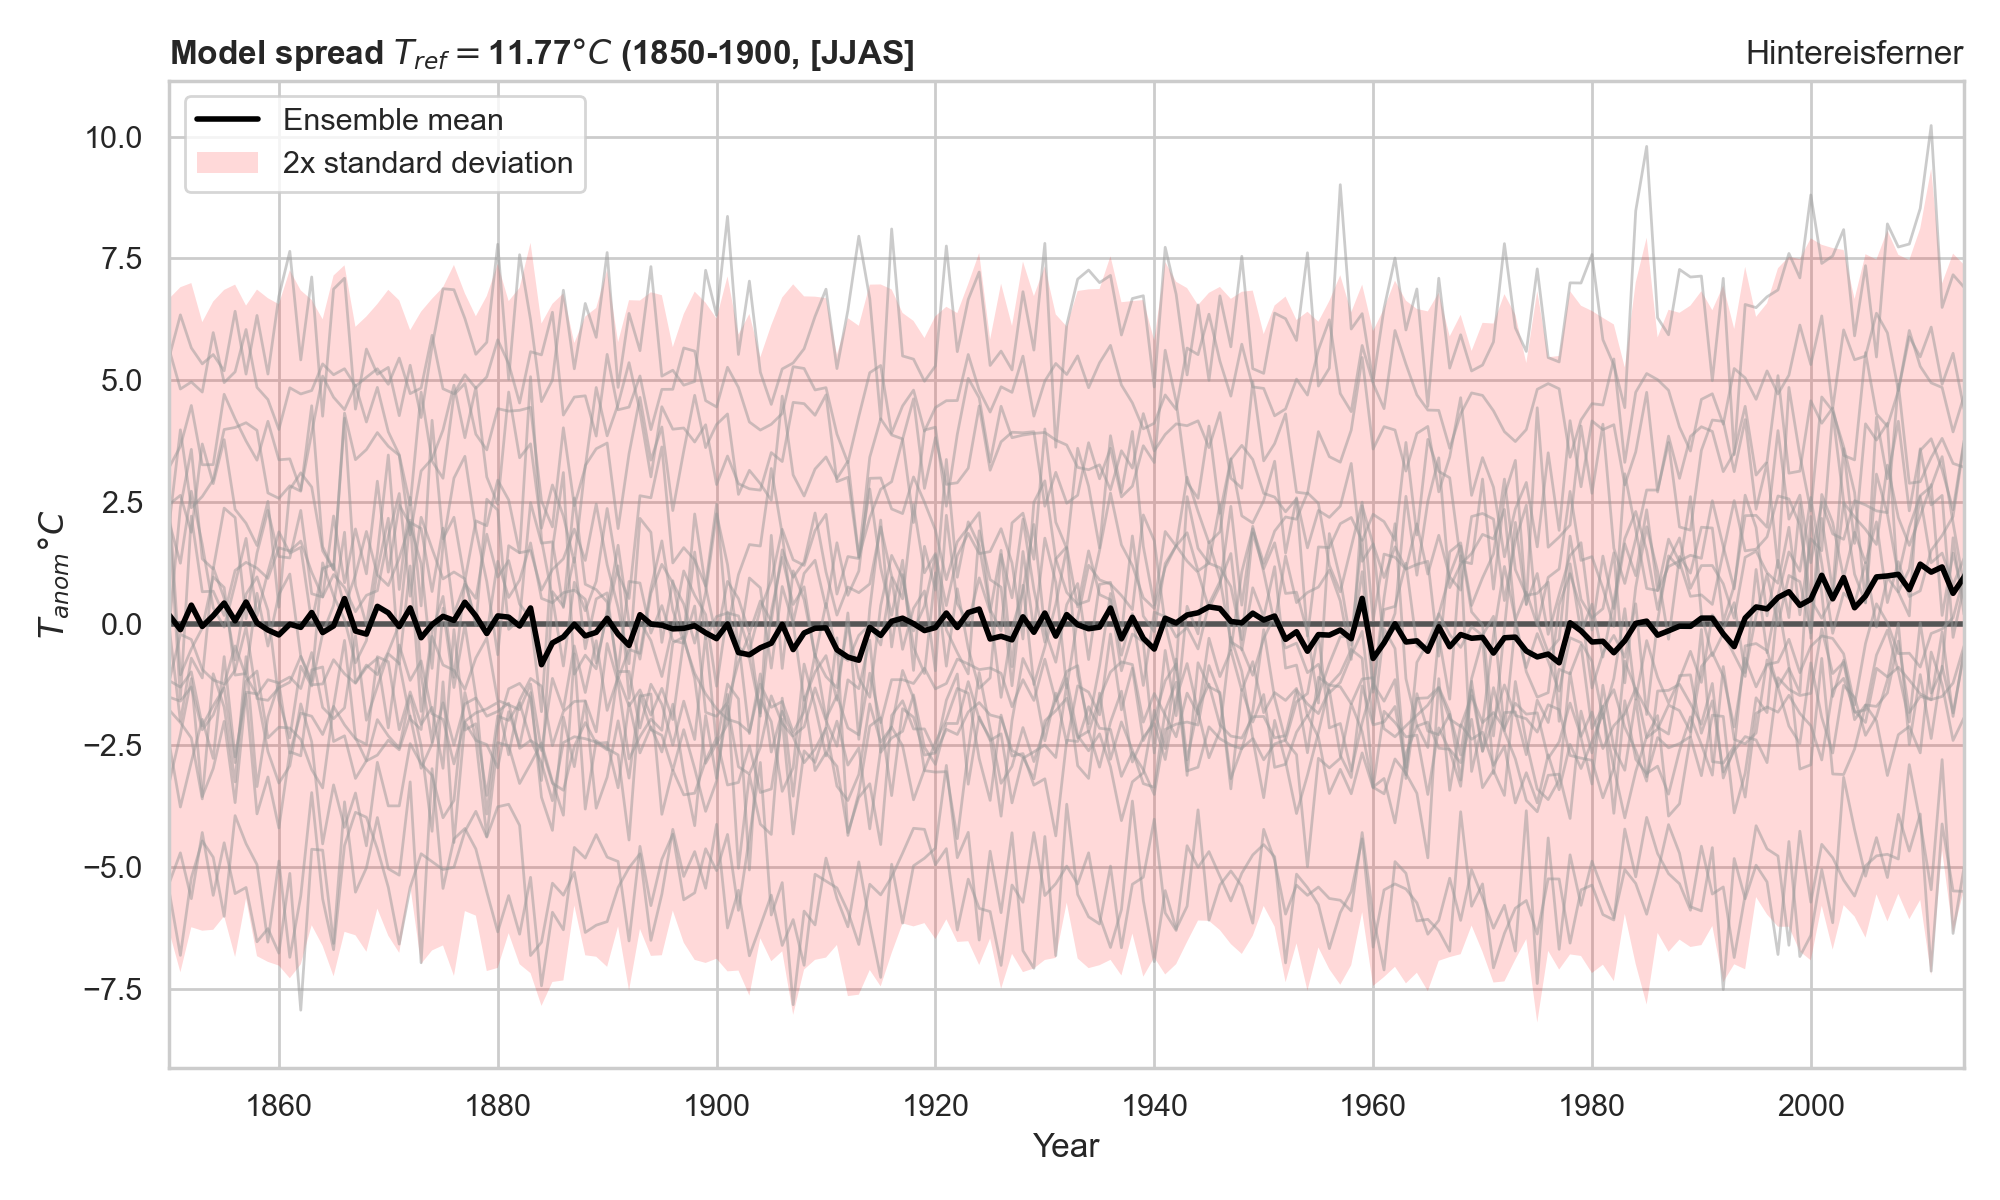 Model spread T_ref = 11.77°C (1850-1900, [JJAS]
Hintereisferner
Ensemble mean
2x standard deviation
10.0
7.5
5.0
2.5
0.0
−2.5
−5.0
−7.5
T_anom °C
1860 1880 1900 1920 1940 1960 1980 2000
Year